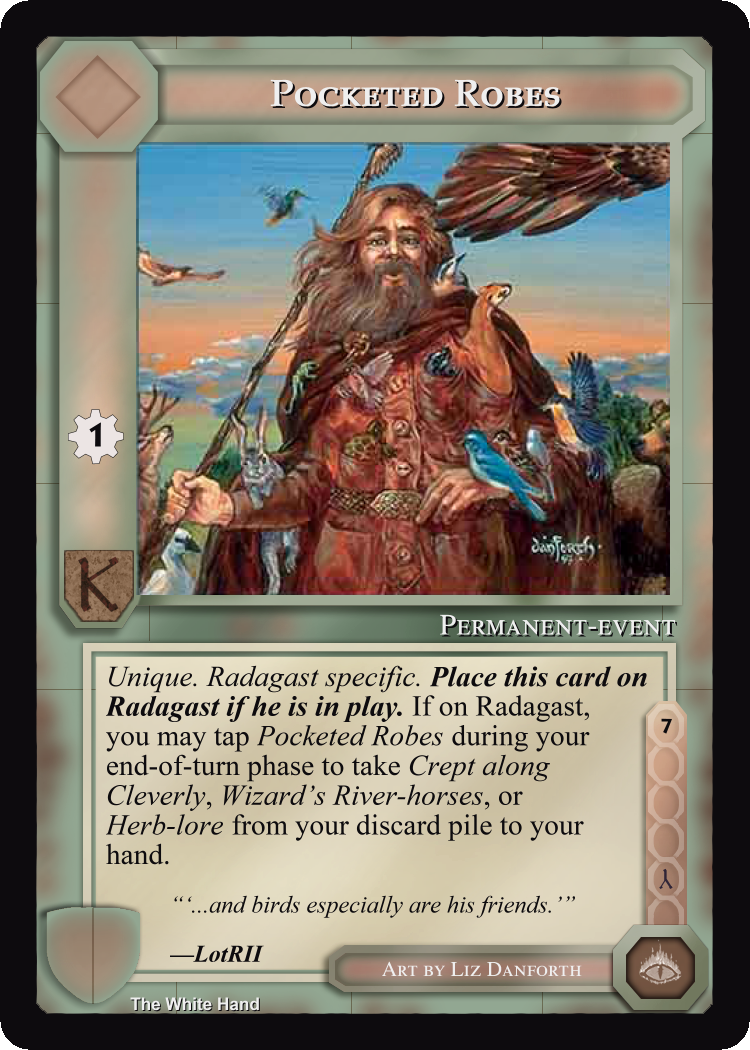 Pocketed Robes
1
K
danforth
Permanent-event
Unique. Radagast specific. Place this card on
Radagast if he is in play. If on Radagast,
you may tap Pocketed Robes during your
end-of-turn phase to take Crept along
Cleverly, Wizard's River-horses, or
Herb-lore from your discard pile to your
hand.
7
"'...and birds especially are his friends.'"
—LotRII
Art by Liz Danforth
The White Hand